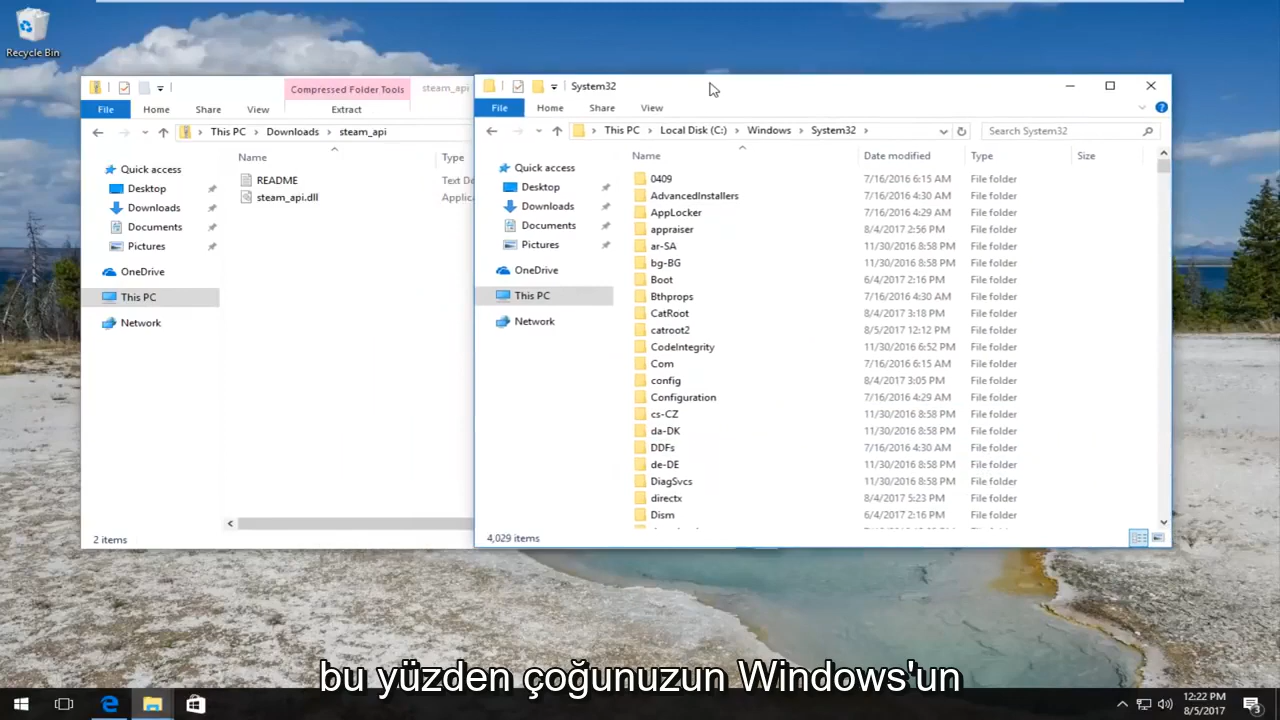 Recycle Bin
Compressed Folder Tools
steam_api
File
Home
Share
View
Extract
This PC
Downloads
steam_api
Name
Type
Quick access
Desktop
Downloads
Documents
Pictures
OneDrive
This PC
Network
README
Text De
steam_api.dll
Applica
2 items
System32
File
Home
Share
View
This PC
Local Disk (C:)
Windows
System32
Search System32
Quick access
Desktop
Downloads
Documents
Pictures
OneDrive
This PC
Network
Name Date modified Type Size
0409 7/16/2016 6:15 AM File folder
AdvancedInstallers 7/16/2016 4:30 AM File folder
AppLocker 7/16/2016 4:29 AM File folder
appraiser 8/4/2017 2:56 PM File folder
ar-SA 11/30/2016 8:58 PM File folder
bg-BG 11/30/2016 8:58 PM File folder
Boot 6/4/2017 2:16 PM File folder
Bthprops 7/16/2016 4:30 AM File folder
CatRoot 8/4/2017 3:18 PM File folder
catroot2 8/5/2017 12:12 PM File folder
CodeIntegrity 11/30/2016 6:52 PM File folder
Com 7/16/2016 6:15 AM File folder
config 8/4/2017 3:05 PM File folder
Configuration 7/16/2016 4:29 AM File folder
cs-CZ 11/30/2016 8:58 PM File folder
da-DK 11/30/2016 8:58 PM File folder
DDFs 7/16/2016 4:30 AM File folder
de-DE 11/30/2016 8:58 PM File folder
DiagSvcs 11/30/2016 8:58 PM File folder
directx 8/4/2017 5:23 PM File folder
Dism 6/4/2017 2:16 PM File folder
4,029 items
bu yüzden çoğunuzun Windows'un
12:22 PM
8/5/2017
3